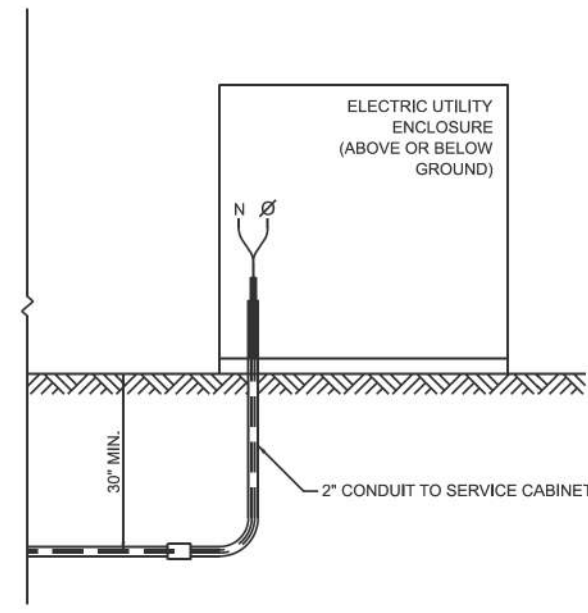 ELECTRIC UTILITY
ENCLOSURE
(ABOVE OR BELOW
GROUND)
N Ø
30" MIN.
2" CONDUIT TO SERVICE CABINET